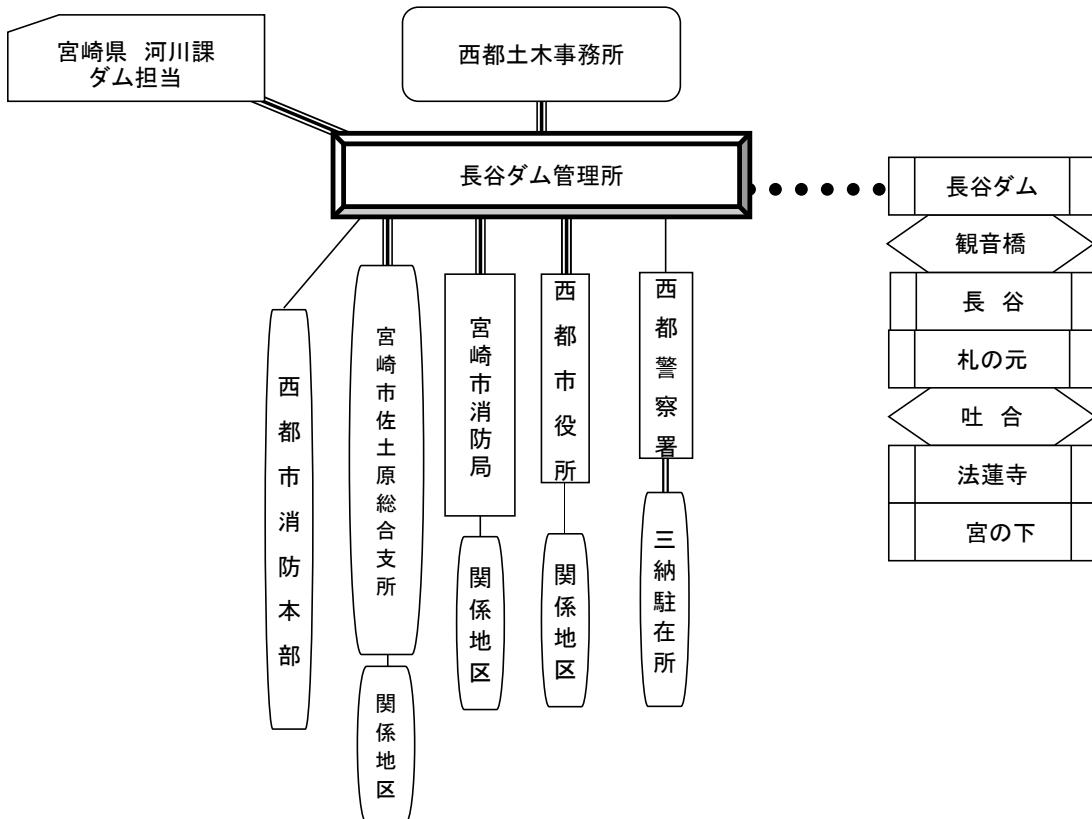 宮崎県 河川課
ダム担当
西都土木事務所
長谷ダム管理所
長谷ダム
観音橋
長 谷
札の元
吐 合
法蓮寺
宮の下
西都市消防本部
宮崎市佐土原総合支所
関係地区
宮崎市消防局
関係地区
西都市役所
関係地区
西都警察署
三納駐在所